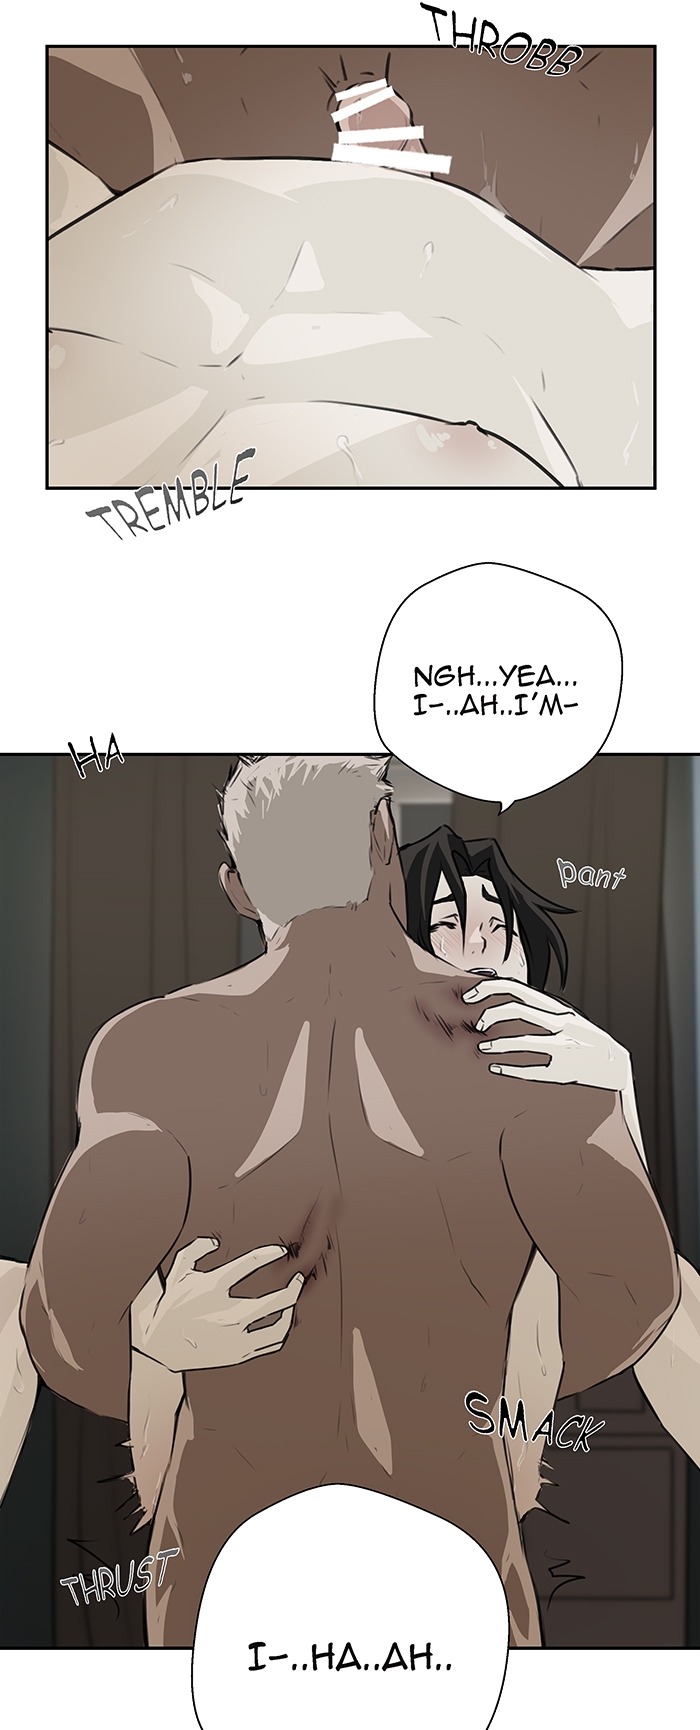 THROBB
TREMBLE
NGH...YEA...
I-..AH..I'M-
HA
pant
SMACK
THRUST
I-..HA..AH..